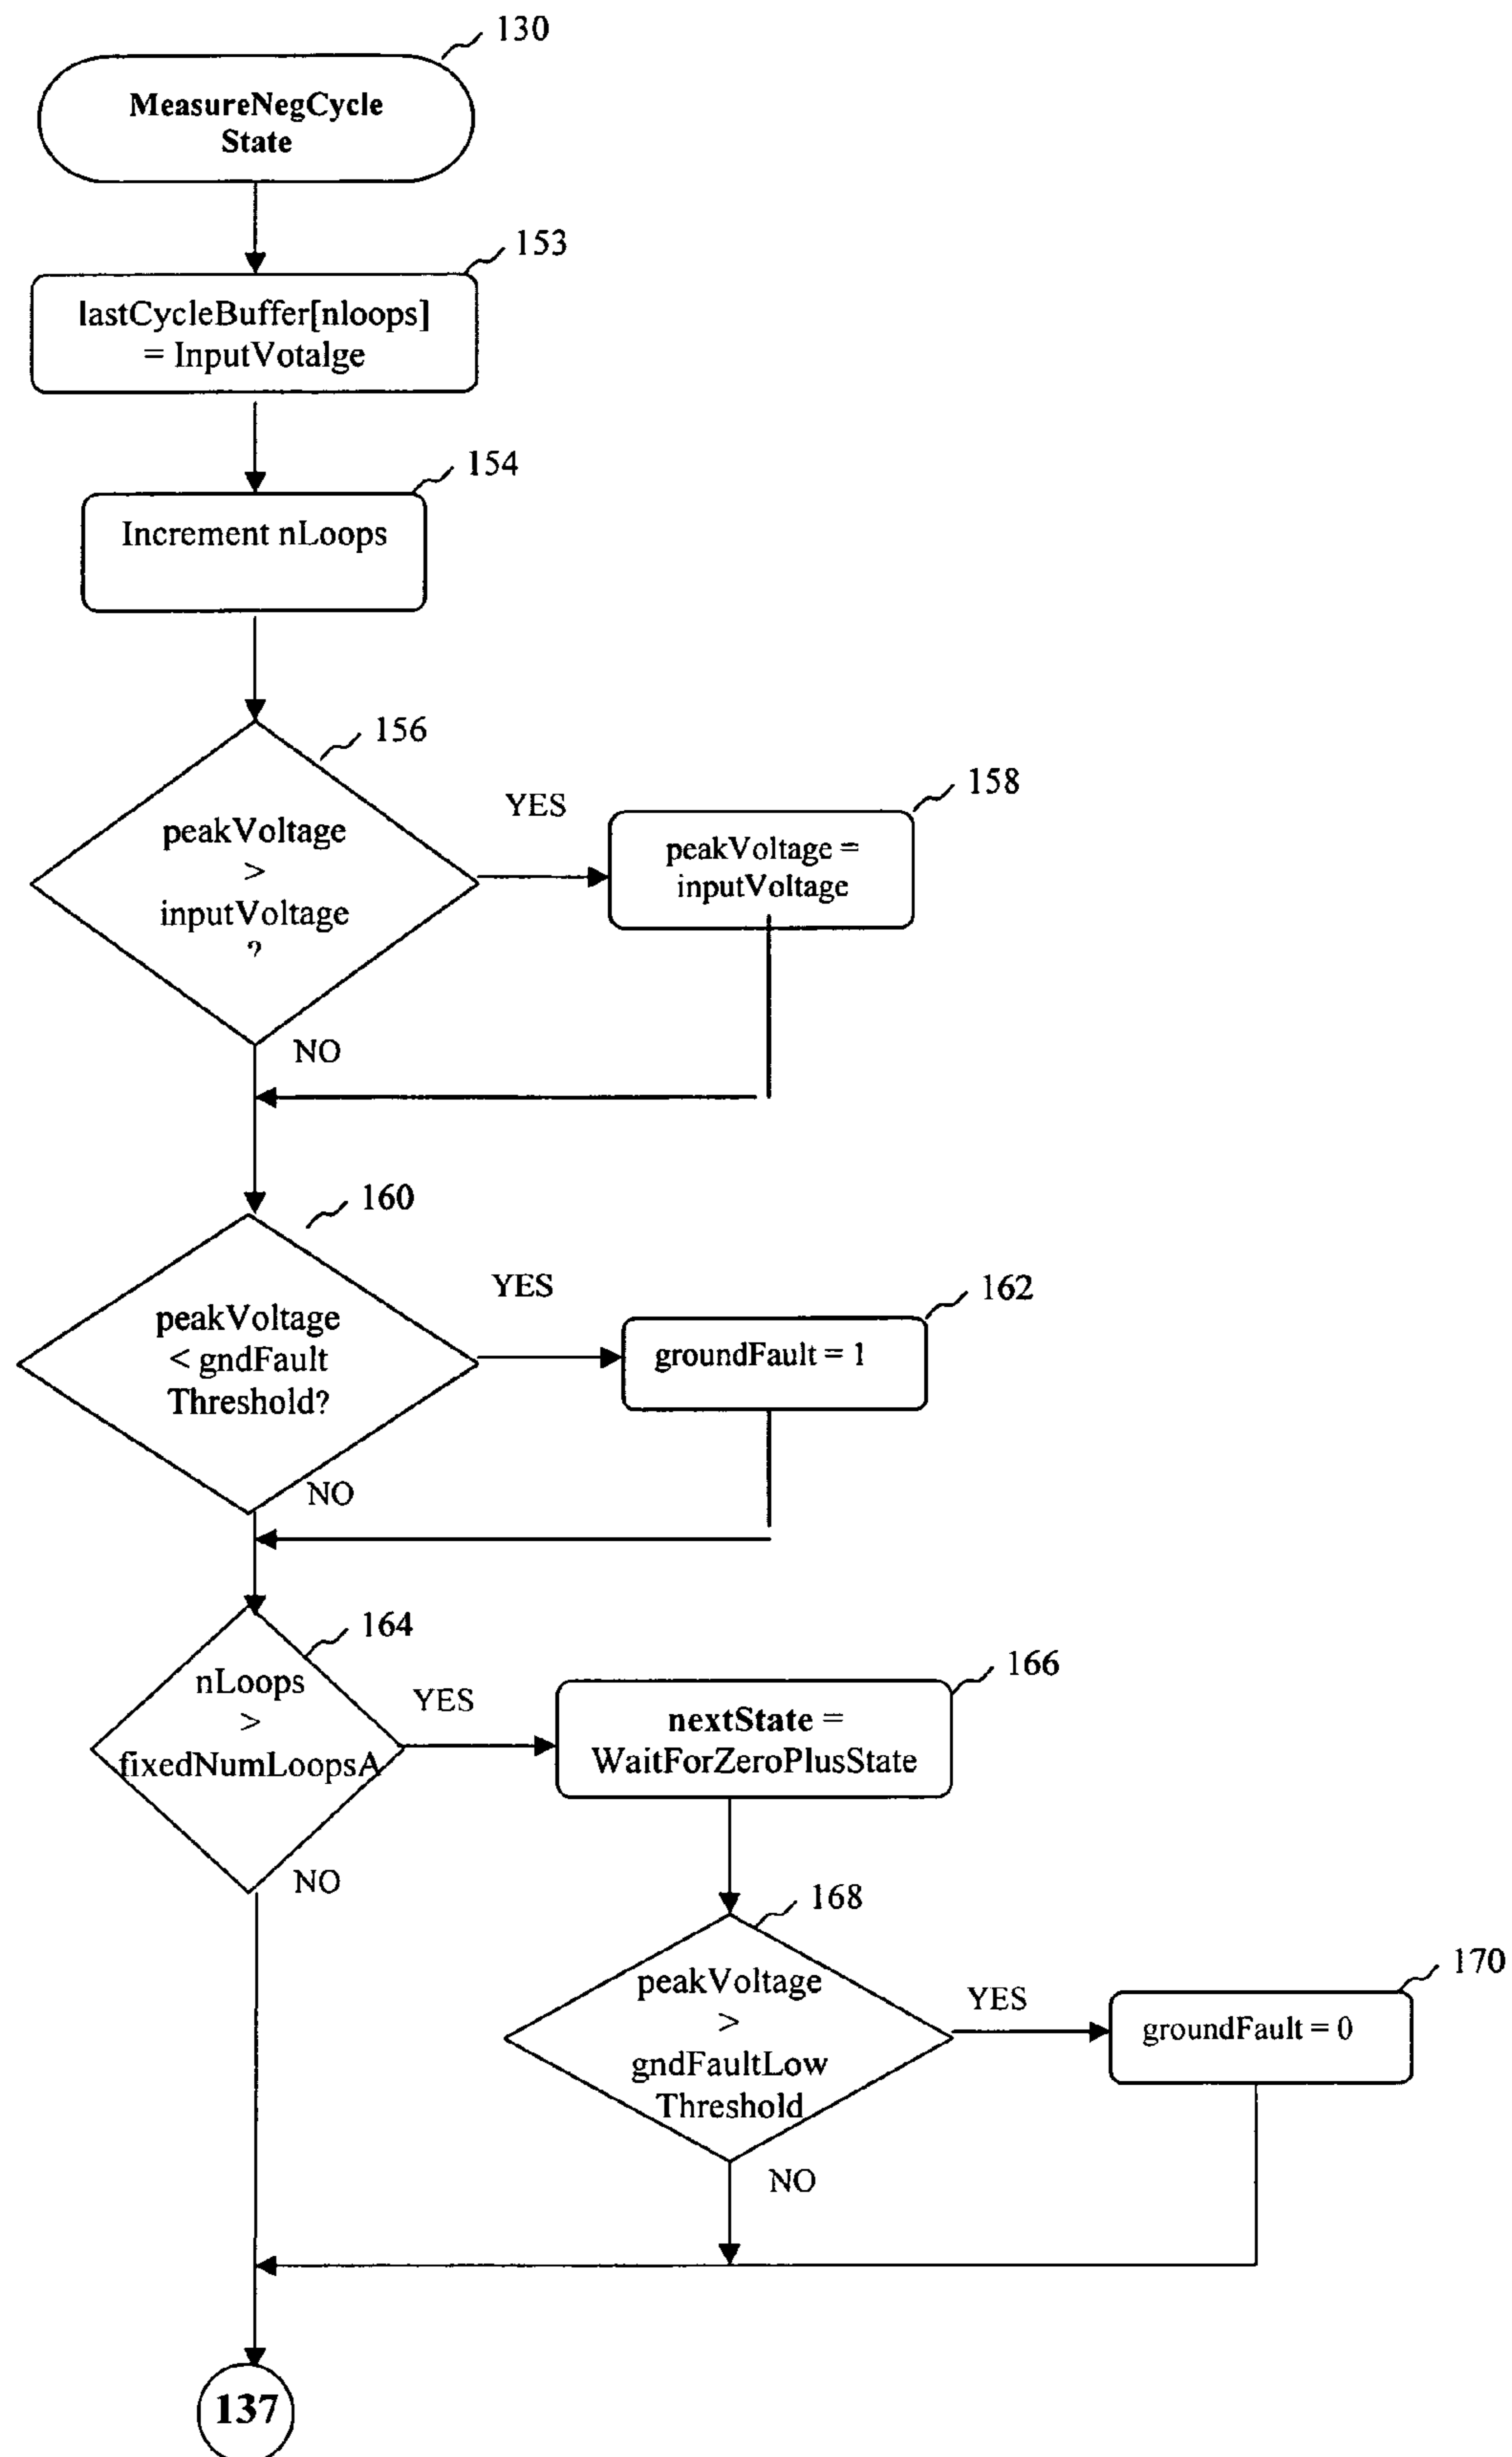 130
MeasureNegCycle
State
153
lastCycleBuffer[nloops]
= InputVotalge
154
Increment nLoops
156
peakVoltage
>
inputVoltage
?
YES
158
peakVoltage =
inputVoltage
NO
160
peakVoltage
< gndFault
Threshold?
YES
162
groundFault = 1
NO
164
nLoops
>
fixedNumLoopsA
YES
166
nextState =
WaitForZeroPlusState
NO
168
peakVoltage
>
gndFaultLow
Threshold
YES
170
groundFault = 0
NO
137